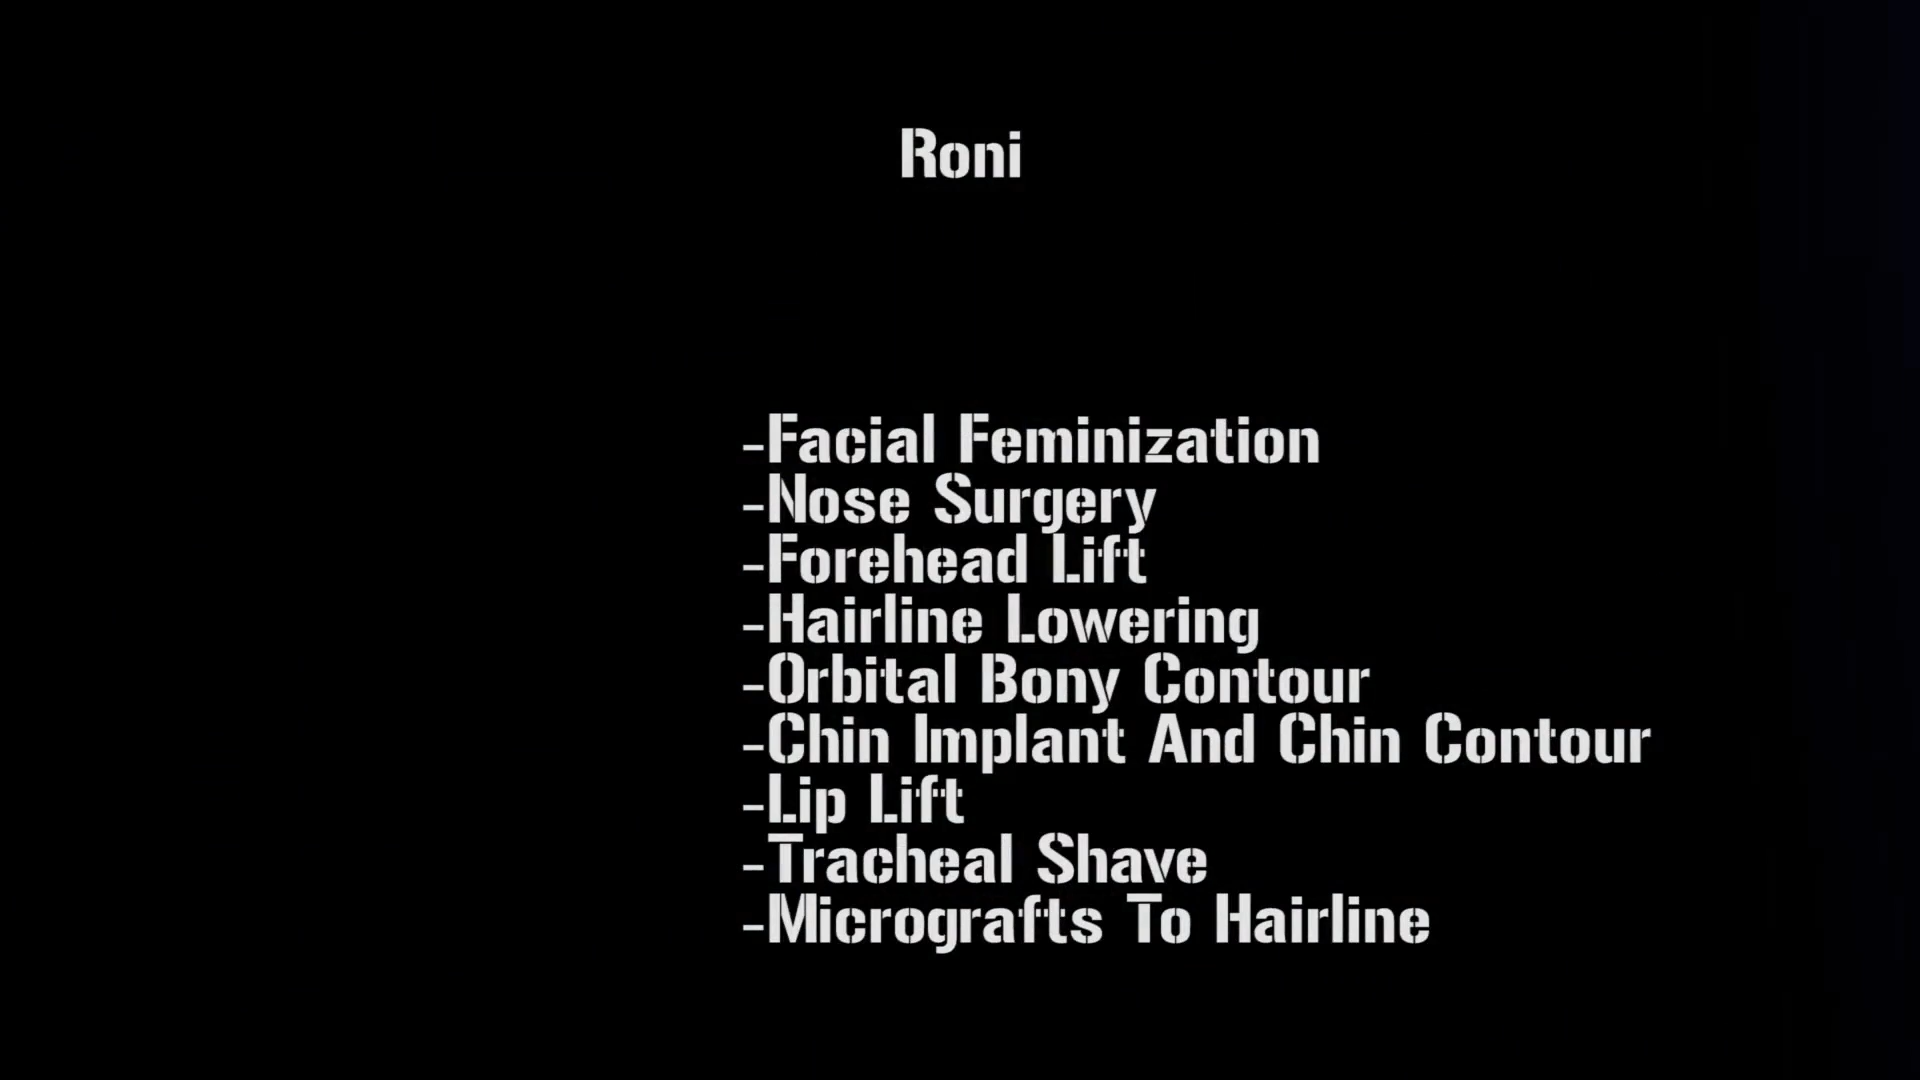 Roni
-Facial Feminization
-Nose Surgery
-Forehead Lift
-Hairline Lowering
-Orbital Bony Contour
-Chin Implant And Chin Contour
-Lip Lift
-Tracheal Shave
-Micrografts To Hairline